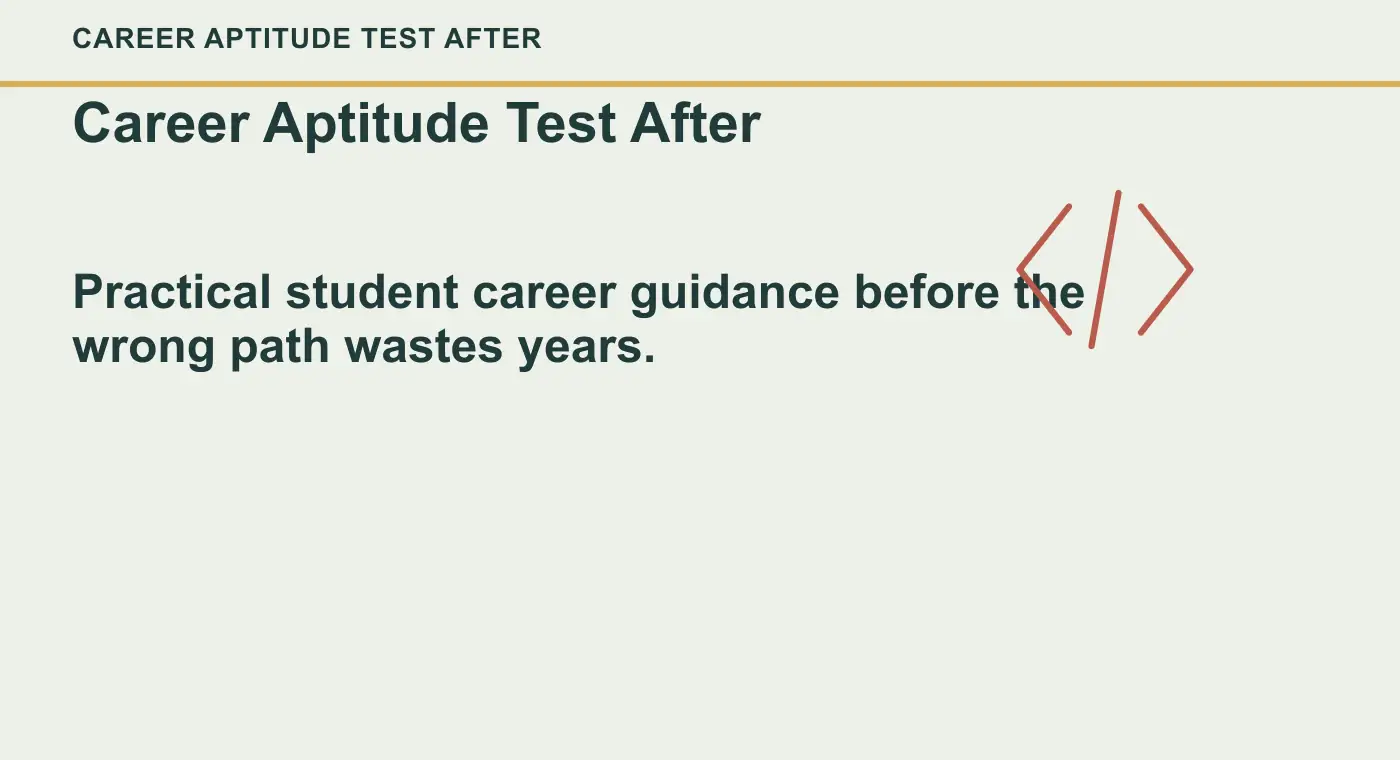 CAREER APTITUDE TEST AFTER
Career Aptitude Test After
Practical student career guidance before the
wrong path wastes years.